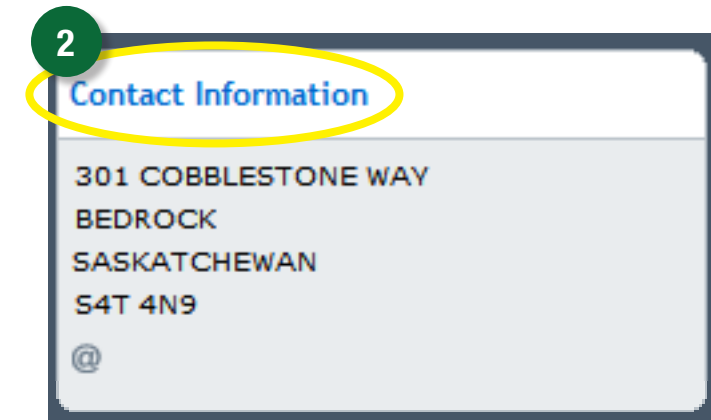 2
Contact Information
301 COBBLESTONE WAY
BEDROCK
SASKATCHEWAN
S4T 4N9
@